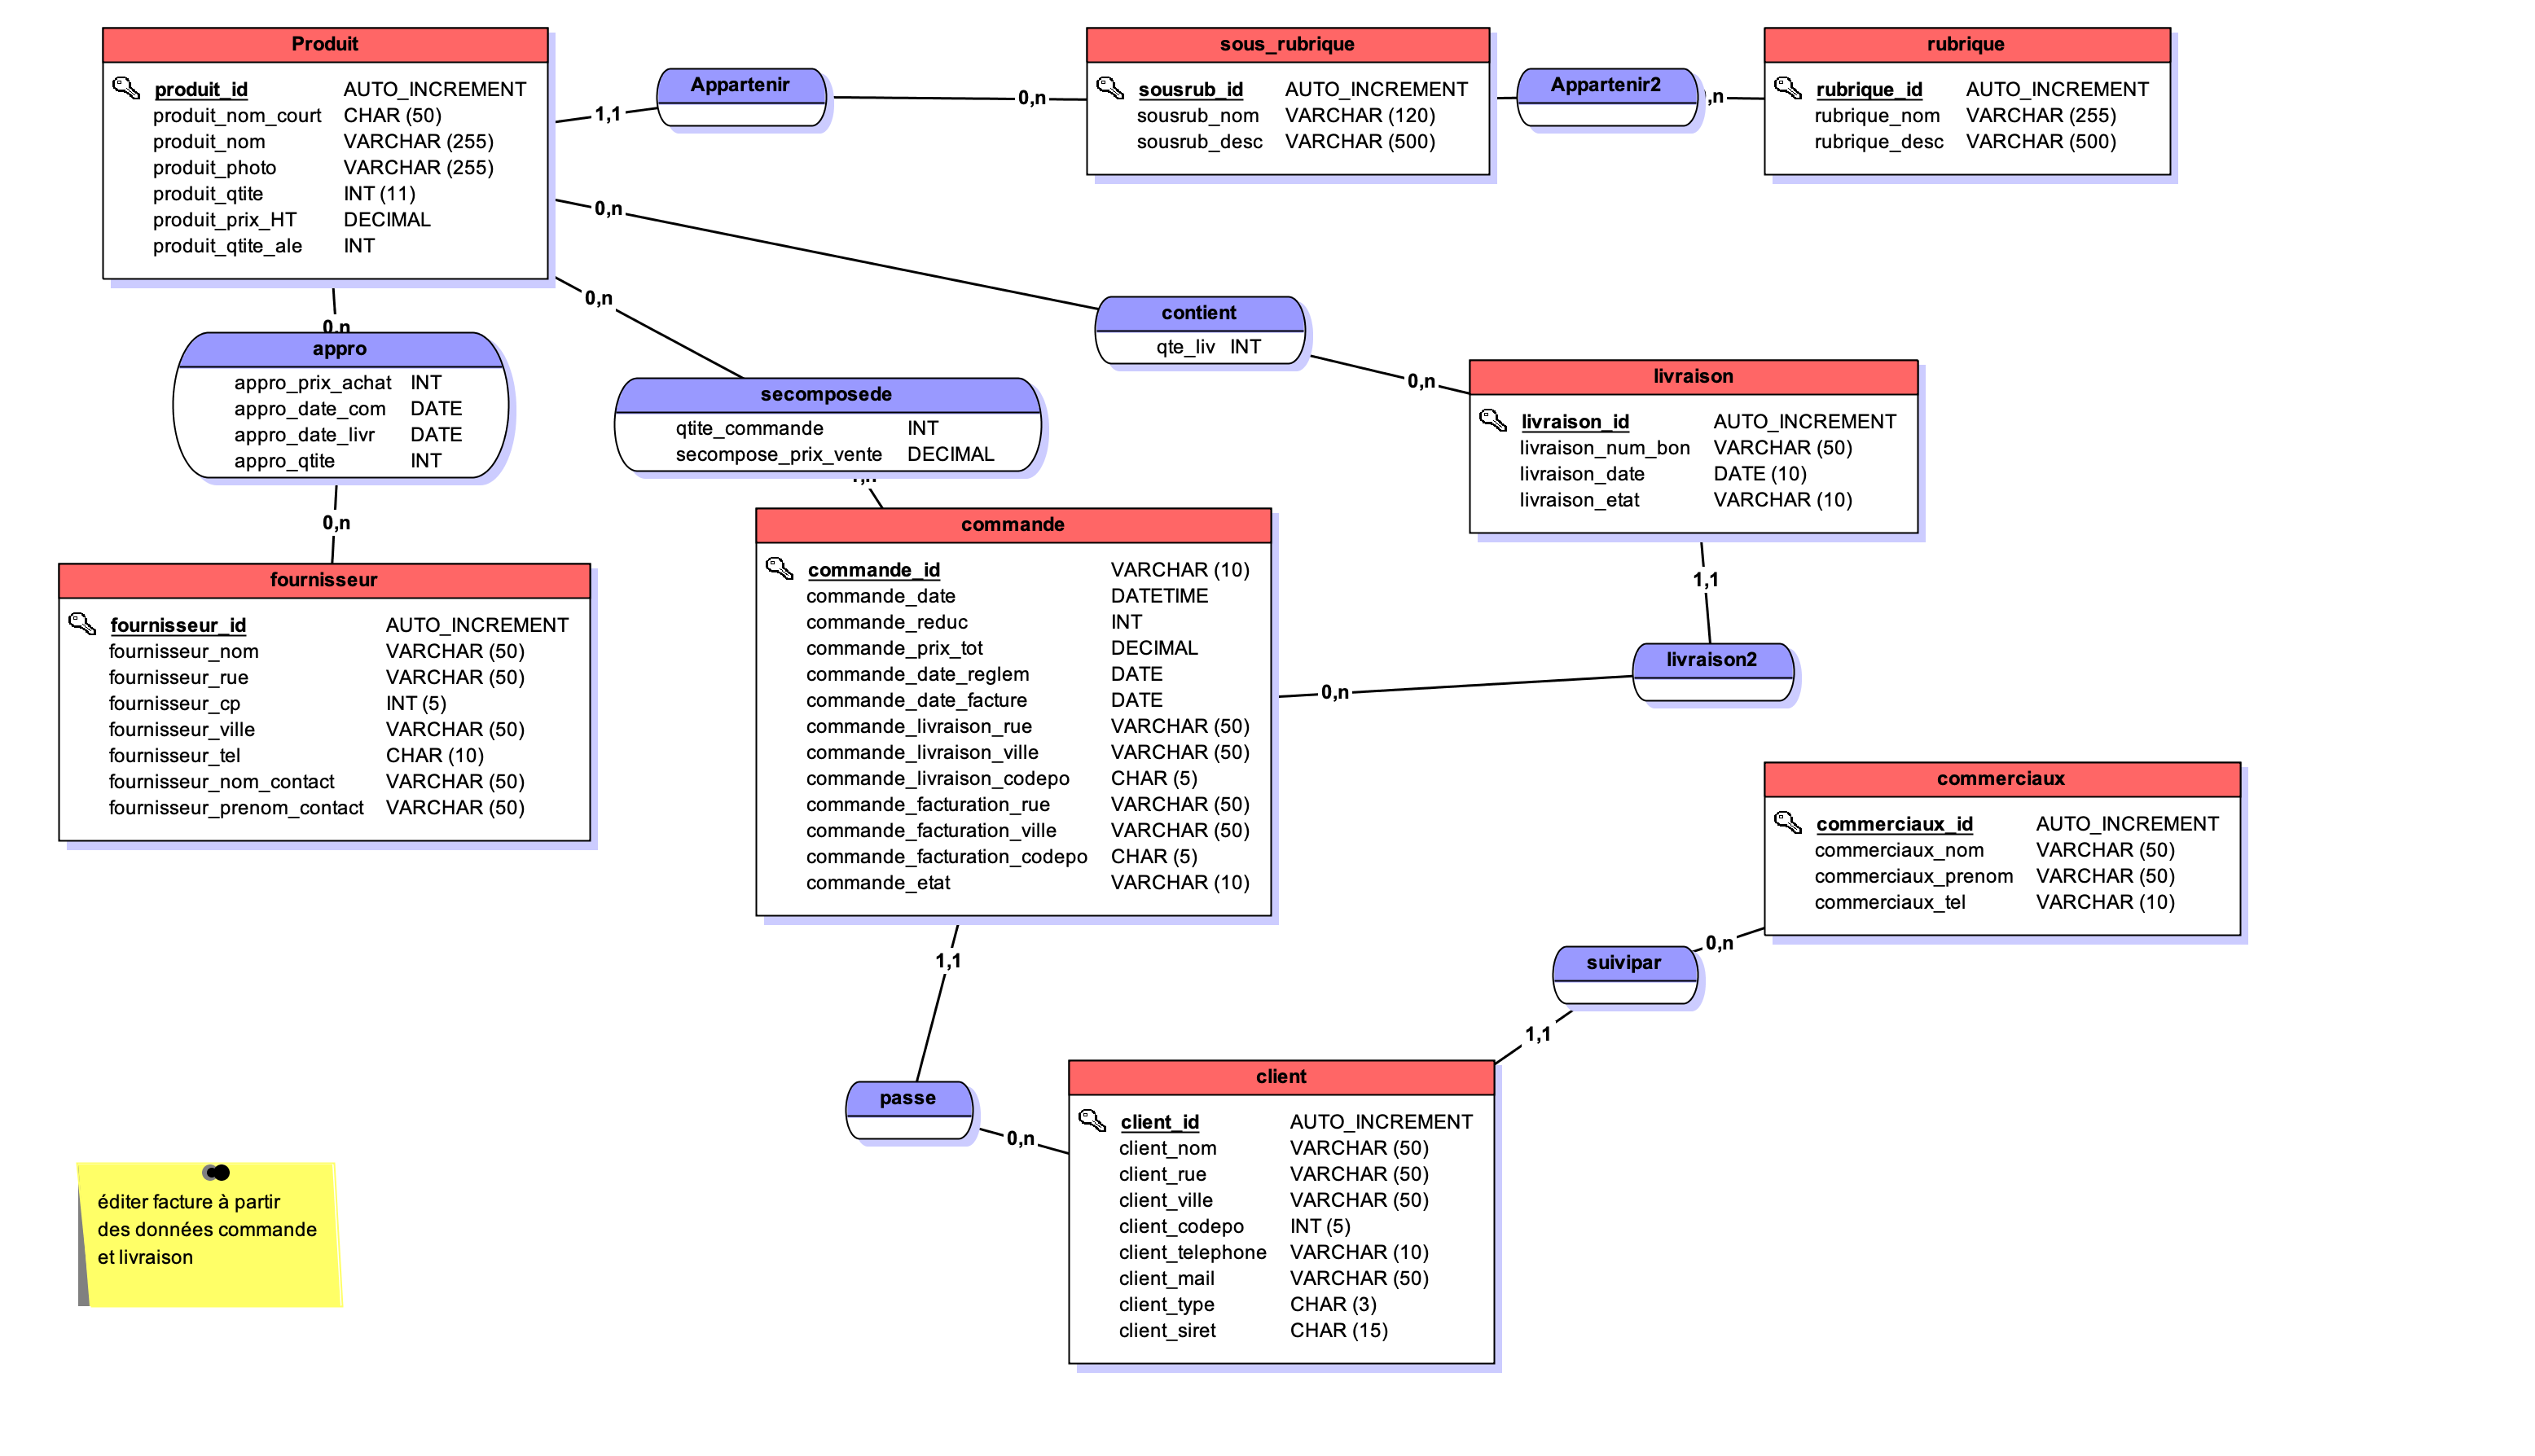 Produit
produit_id AUTO_INCREMENT
produit_nom_court CHAR (50)
produit_nom VARCHAR (255)
produit_photo VARCHAR (255)
produit_qtite INT (11)
produit_prix_HT DECIMAL
produit_qtite_ale INT
1,1
Appartenir
0,n
sous_rubrique
sousrub_id AUTO_INCREMENT
sousrub_nom VARCHAR (120)
sousrub_desc VARCHAR (500)
Appartenir2
,n
rubrique
rubrique_id AUTO_INCREMENT
rubrique_nom VARCHAR (255)
rubrique_desc VARCHAR (500)
0,n
contient
qte_liv INT
0,n
0,n
0,n
appro
appro_prix_achat INT
appro_date_com DATE
appro_date_livr DATE
appro_qtite INT
0,n
secomposede
qtite_commande INT
secompose_prix_vente DECIMAL
livraison
livraison_id AUTO_INCREMENT
livraison_num_bon VARCHAR (50)
livraison_date DATE (10)
livraison_etat VARCHAR (10)
1,1
livraison2
0,n
fournisseur
fournisseur_id AUTO_INCREMENT
fournisseur_nom VARCHAR (50)
fournisseur_rue VARCHAR (50)
fournisseur_cp INT (5)
fournisseur_ville VARCHAR (50)
fournisseur_tel CHAR (10)
fournisseur_nom_contact VARCHAR (50)
fournisseur_prenom_contact VARCHAR (50)
commande
commande_id VARCHAR (10)
commande_date DATETIME
commande_reduc INT
commande_prix_tot DECIMAL
commande_date_reglem DATE
commande_date_facture DATE
commande_livraison_rue VARCHAR (50)
commande_livraison_ville VARCHAR (50)
commande_livraison_codepo CHAR (5)
commande_facturation_rue VARCHAR (50)
commande_facturation_ville VARCHAR (50)
commande_facturation_codepo CHAR (5)
commande_etat VARCHAR (10)
commerciaux
commerciaux_id AUTO_INCREMENT
commerciaux_nom VARCHAR (50)
commerciaux_prenom VARCHAR (50)
commerciaux_tel VARCHAR (10)
0,n
suivipar
1,1
1,1
passe
0,n
client
client_id AUTO_INCREMENT
client_nom VARCHAR (50)
client_rue VARCHAR (50)
client_ville VARCHAR (50)
client_codepo INT (5)
client_telephone VARCHAR (10)
client_mail VARCHAR (50)
client_type CHAR (3)
client_siret CHAR (15)
éditer facture à partir
des données commande
et livraison